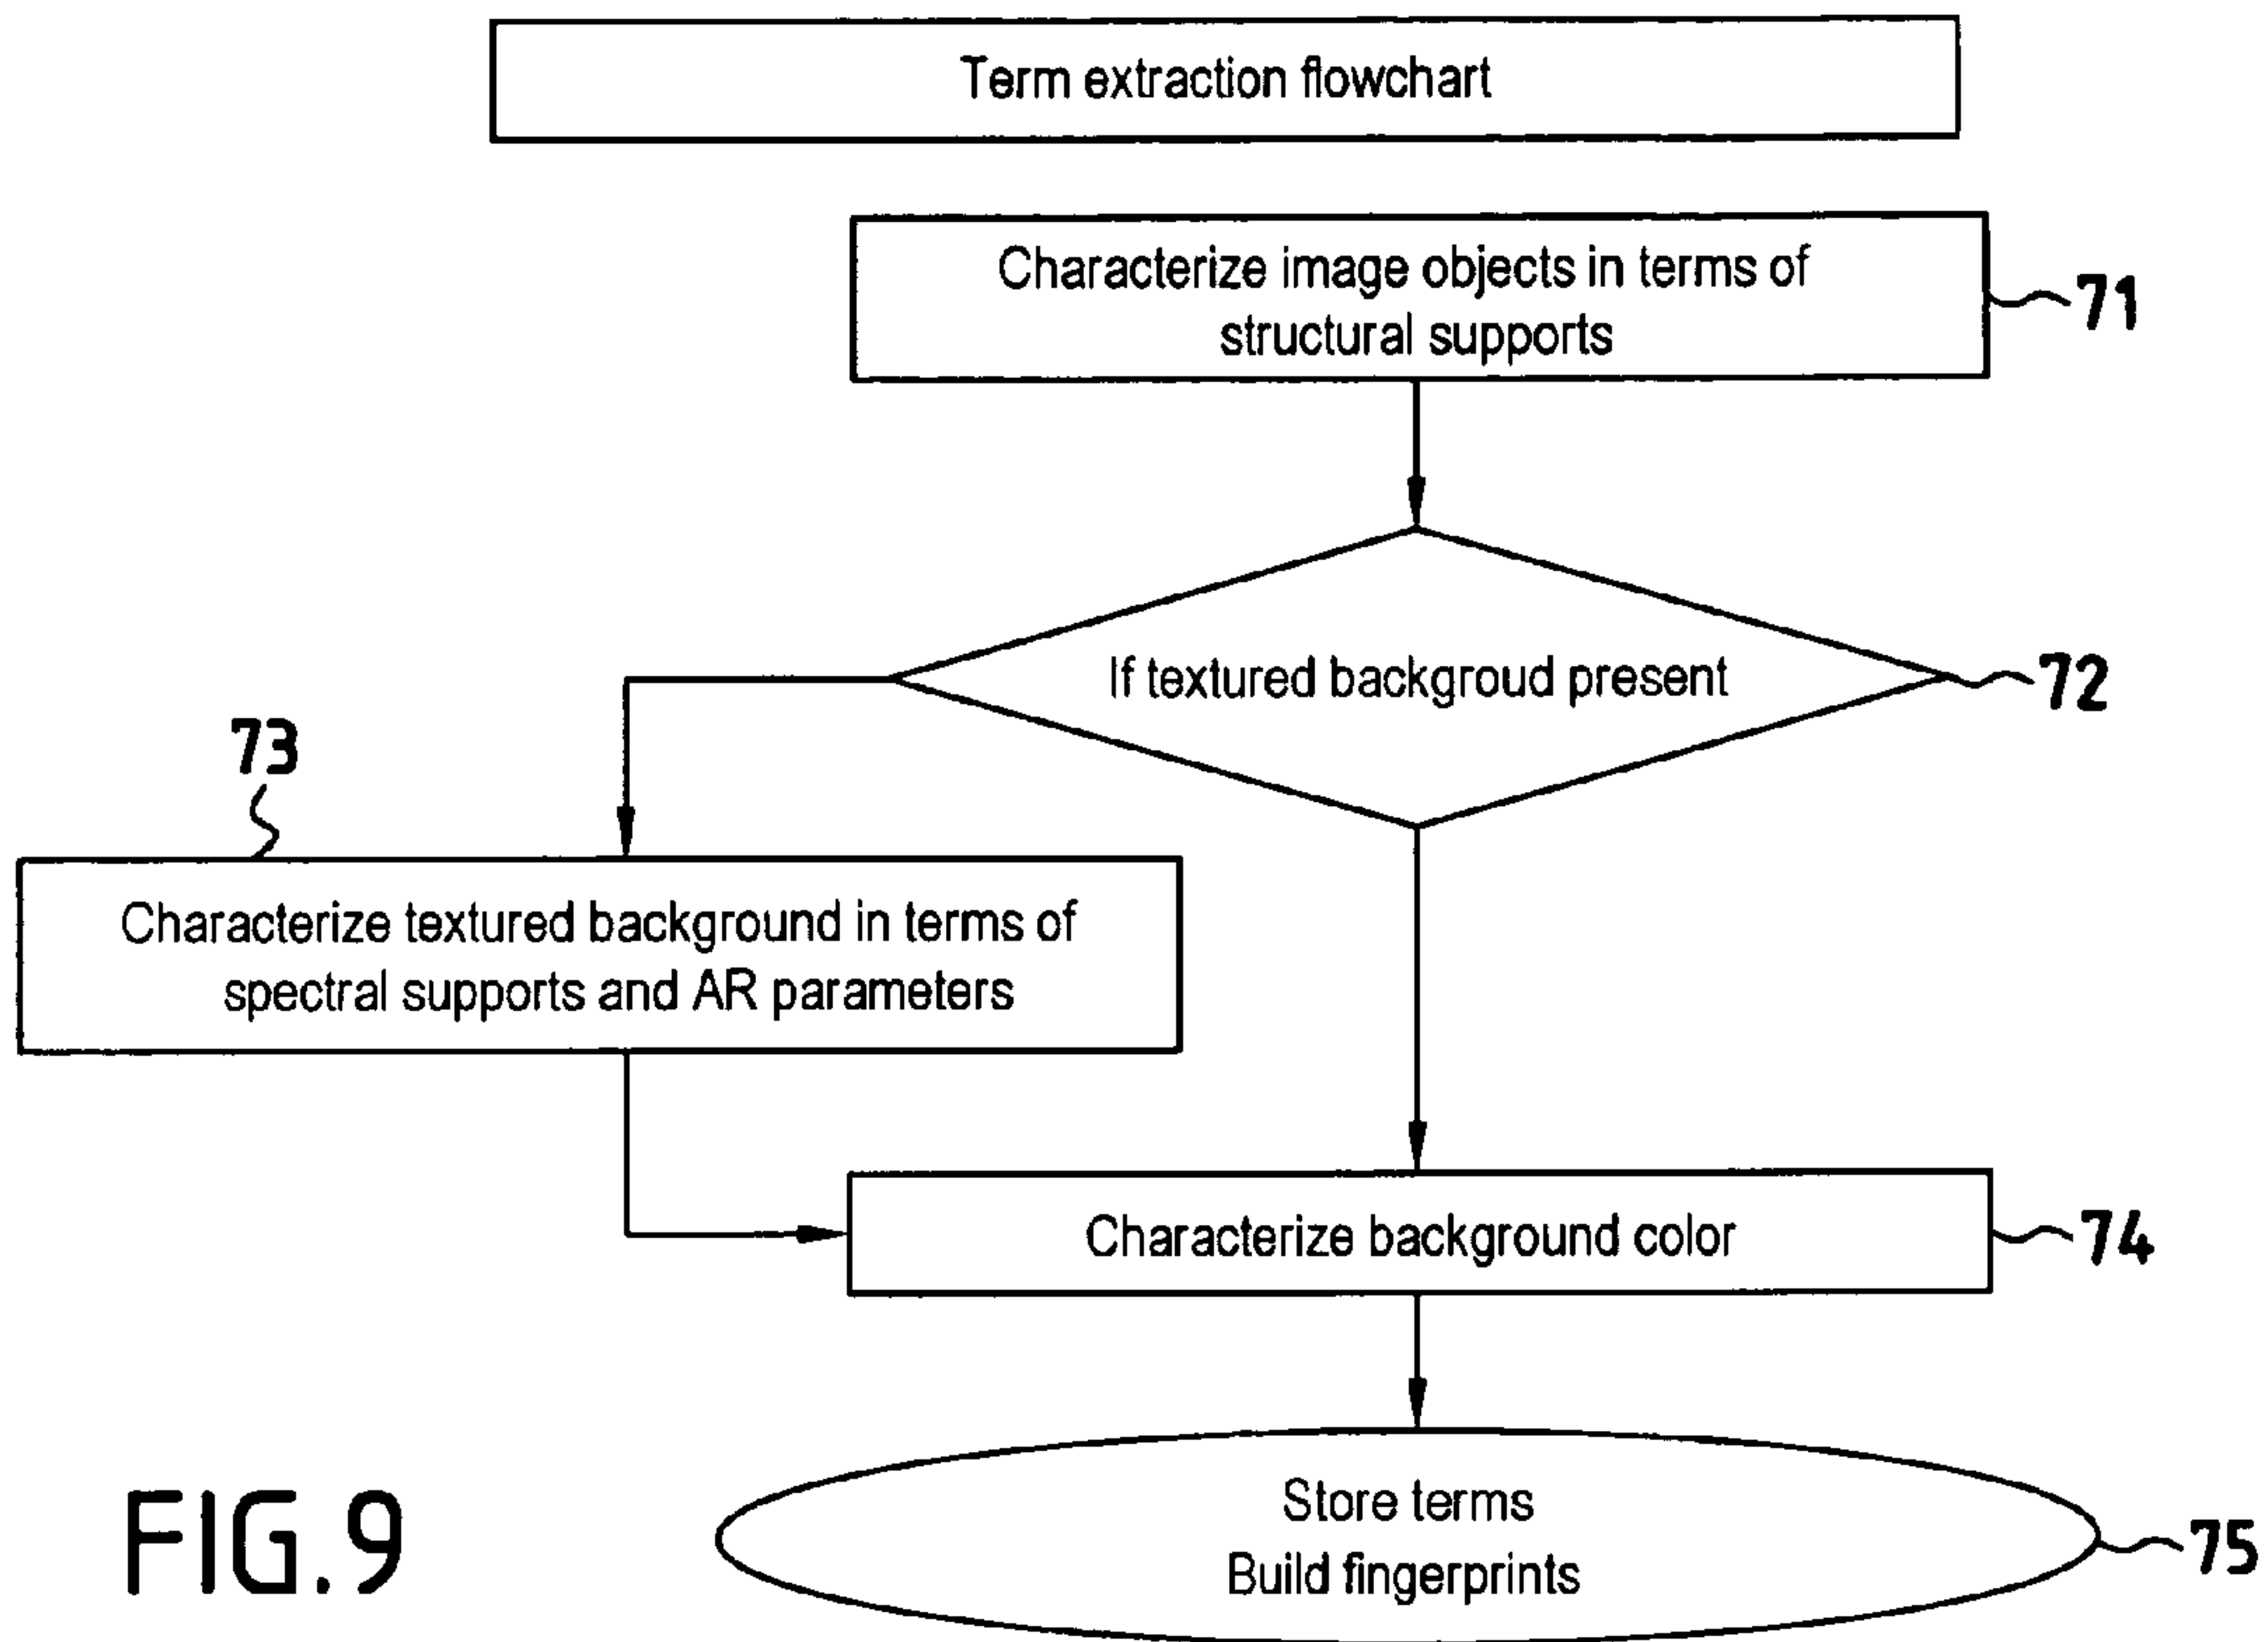 Term extraction flowchart
Characterize image objects in terms of
structural supports
71
If textured backgroud present
72
73
Characterize textured background in terms of
spectral supports and AR parameters
Characterize background color
74
Store terms
Build fingerprints
75
FIG.9